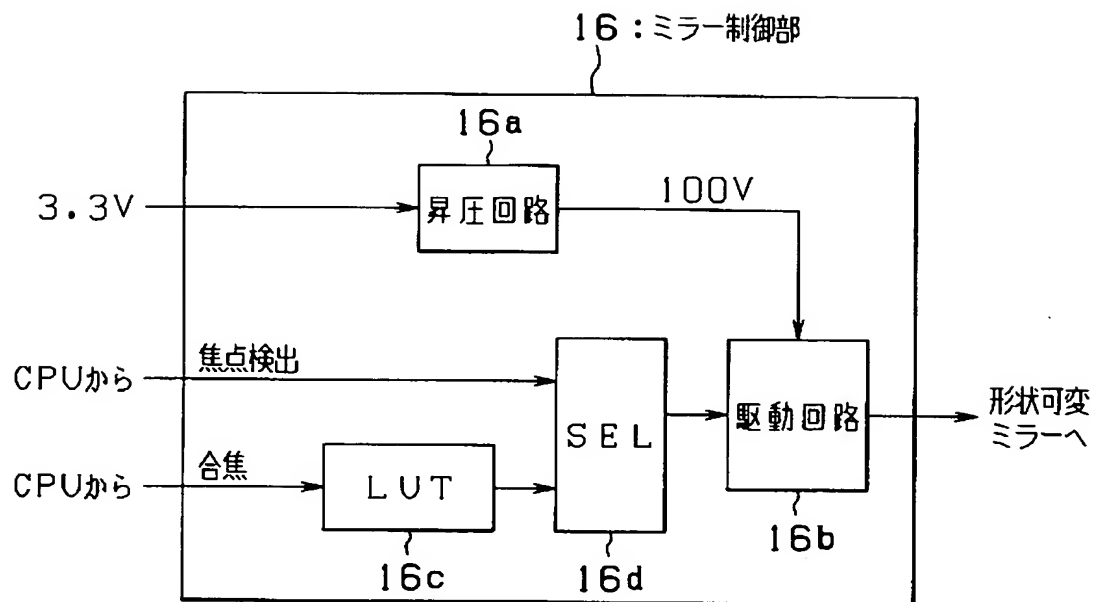 16:ミラー制御部
16a
3.3V
昇圧回路
100V
CPUから
焦点検出
SEL
駆動回路
形状可変
ミラーへ
CPUから
合焦
LUT
16b
16c
16d